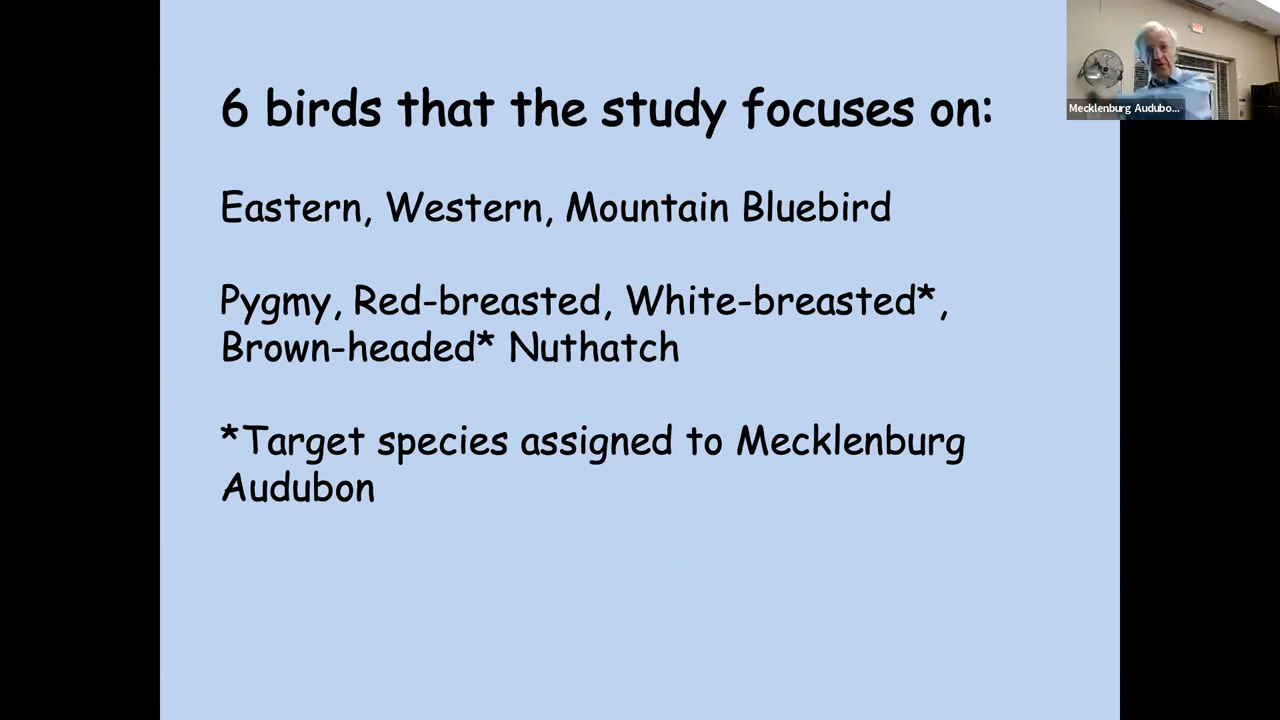 6 birds that the study focuses on:
Eastern, Western, Mountain Bluebird
Pygmy, Red-breasted, White-breasted*,
Brown-headed* Nuthatch
*Target species assigned to Mecklenburg
Audubon
Mecklenburg Audubo...